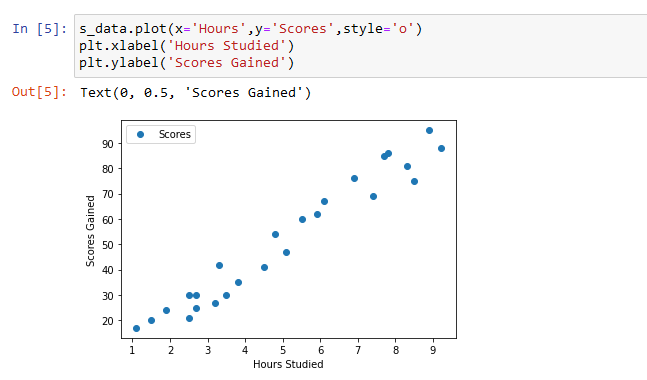 In [5]: s_data.plot(x='Hours',y='Scores',style='o')
plt.xlabel('Hours Studied')
plt.ylabel('Scores Gained')
Out[5]: Text(0, 0.5, 'Scores Gained')
Scores
90
80
70
60
50
40
30
20
Scores Gained
1 2 3 4 5 6 7 8 9
Hours Studied